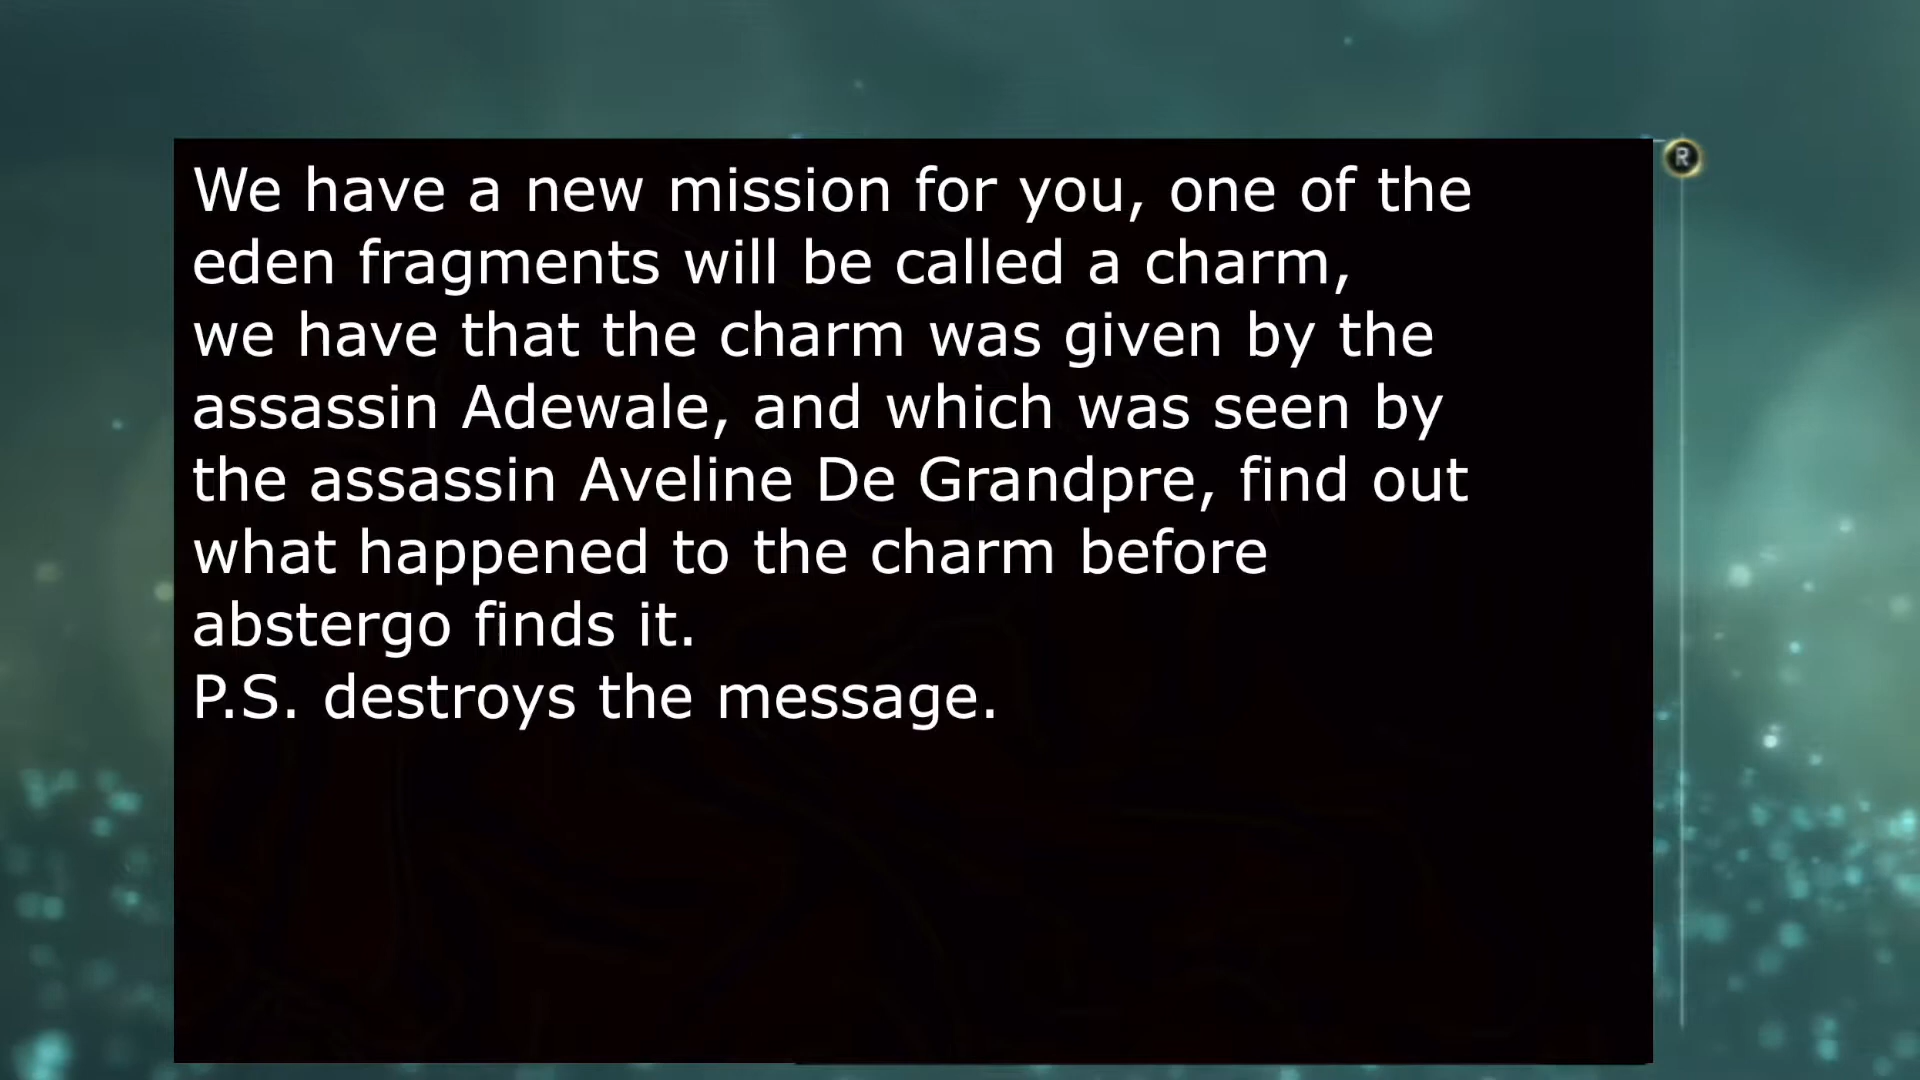 We have a new mission for you, one of the
eden fragments will be called a charm,
we have that the charm was given by the
assassin Adewale, and which was seen by
the assassin Aveline De Grandpre, find out
what happened to the charm before
abstergo finds it.
P.S. destroys the message.
R